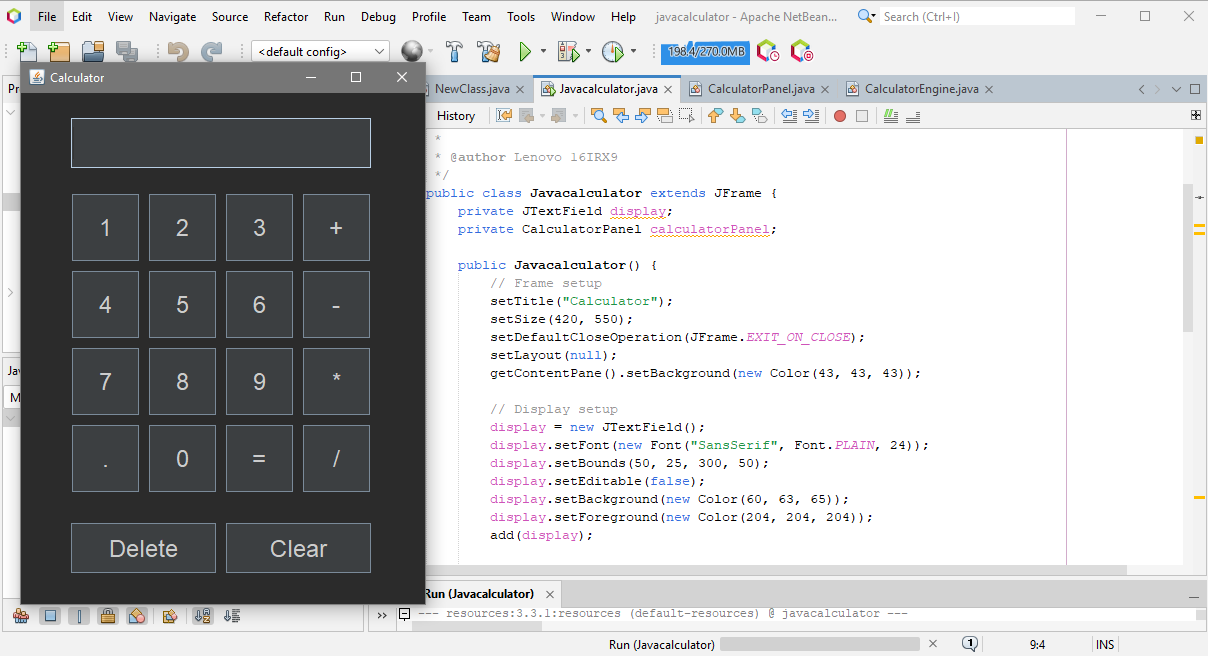 File Edit View Navigate Source Refactor Run Debug Profile Team Tools Window Help javacalculator - Apache NetBean... Search (Ctrl+I)
<default config> 198.4/270.0MB
Calculator
Pr
NewClass.java Javacalculator.java CalculatorPanel.java CalculatorEngine.java
History
*
* @author Lenovo 16IRX9
*/
public class Javacalculator extends JFrame {
private JTextField display;
private CalculatorPanel calculatorPanel;
public Javacalculator() {
// Frame setup
setTitle("Calculator");
setSize(420, 550);
setDefaultCloseOperation(JFrame.EXIT_ON_CLOSE);
setLayout(null);
getContentPane().setBackground(new Color(43, 43, 43));
// Display setup
display = new JTextField();
display.setFont(new Font("SansSerif", Font.PLAIN, 24));
display.setBounds(50, 25, 300, 50);
display.setEditable(false);
display.setBackground(new Color(60, 63, 65));
display.setForeground(new Color(204, 204, 204));
add(display);
1 2 3 +
4 5 6 -
7 8 9 *
. 0 = /
Delete Clear
Jav
M
Run (Javacalculator)
--- resources:3.3.1:resources (default-resources) @ javacalculator ---
Run (Javacalculator) 1 9:4 INS